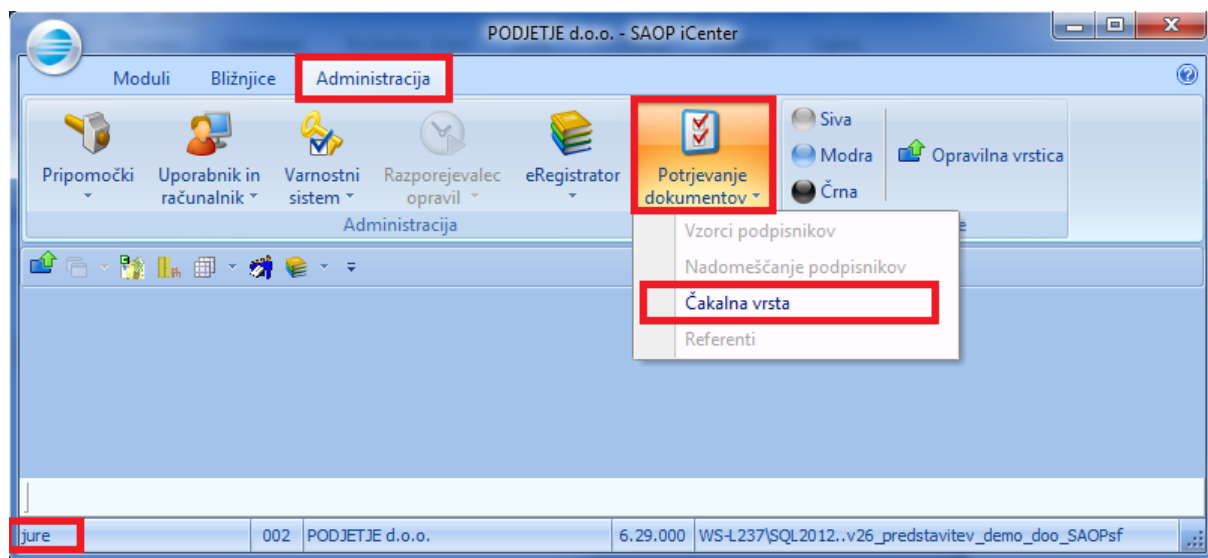 PODJETJE d.o.o. - SAOP iCenter
Moduli Bližnjice Administracija
Pripomočki
Uporabnik in računalnik
Varnostni sistem
Razporejevalec opravil
eRegistrator
Potrjevanje dokumentov
Siva
Modra
Črna
Opravilna vrstica
Administracija
Vzorci podpisnikov
Nadomeščanje podpisnikov
Čakalna vrsta
Referenti
jure 002 PODJETJE d.o.o. 6.29.000 WS-L237\SQL2012..v26_predstavitev_demo_doo_SAOPsf